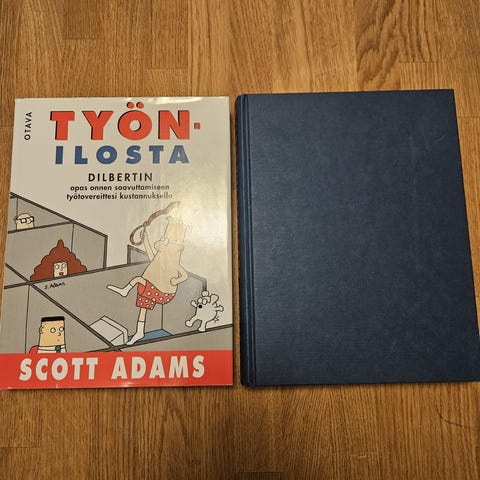 OTAVA
TYÖN-
ILOSTA
DILBERTIN
opas onnen saavuttamiseen
työtovereittesi kustannuksella
S. Adams
SCOTT ADAMS